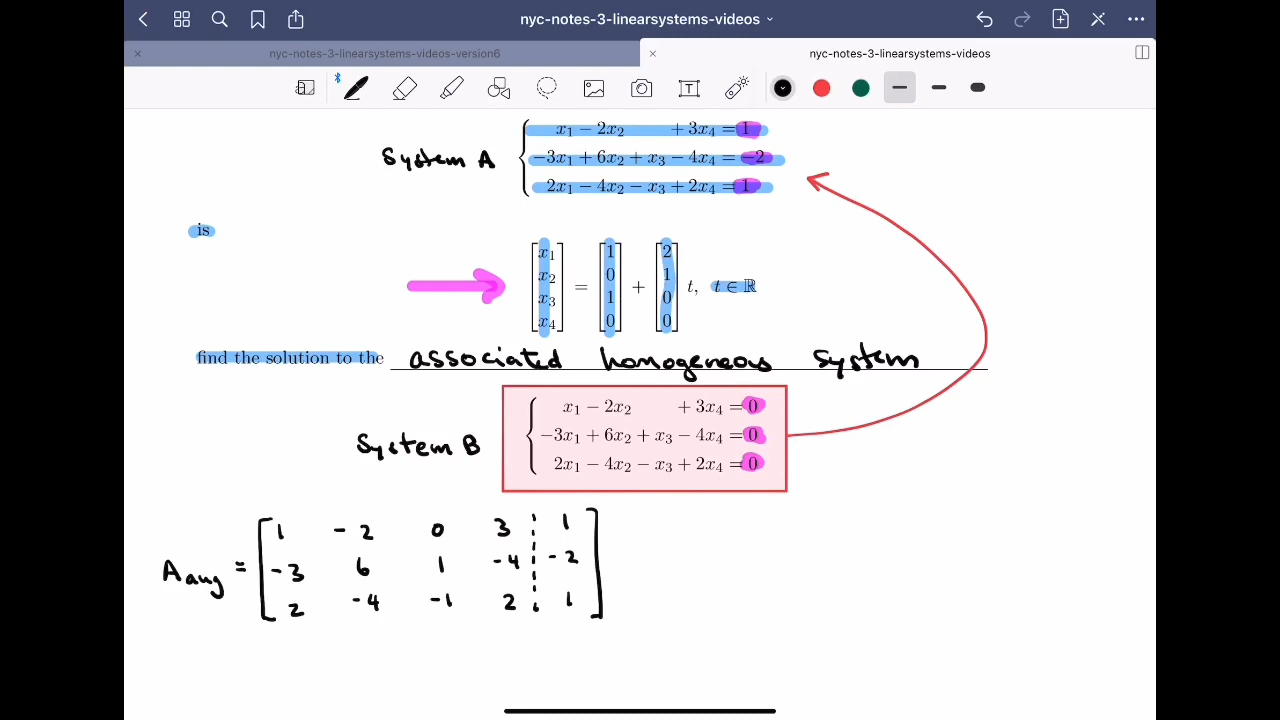 nyc-notes-3-linearsystems-videos
nyc-notes-3-linearsystems-videos-version6
nyc-notes-3-linearsystems-videos
T
System A
x₁ − 2x₂ + 3x₄ = 1
−3x₁ + 6x₂ + x₃ − 4x₄ = −2
2x₁ − 4x₂ − x₃ + 2x₄ = 1
is
x₁ 1 2
x₂ 0 1
= + t, t ∈ ℝ
x₃ 1 0
x₄ 0 0
find the solution to the associated homogeneous system
System B
x₁ − 2x₂ + 3x₄ = 0
−3x₁ + 6x₂ + x₃ − 4x₄ = 0
2x₁ − 4x₂ − x₃ + 2x₄ = 0
A aug =
1 -2 0 3 1
-3 6 1 -4 -2
2 -4 -1 2 1